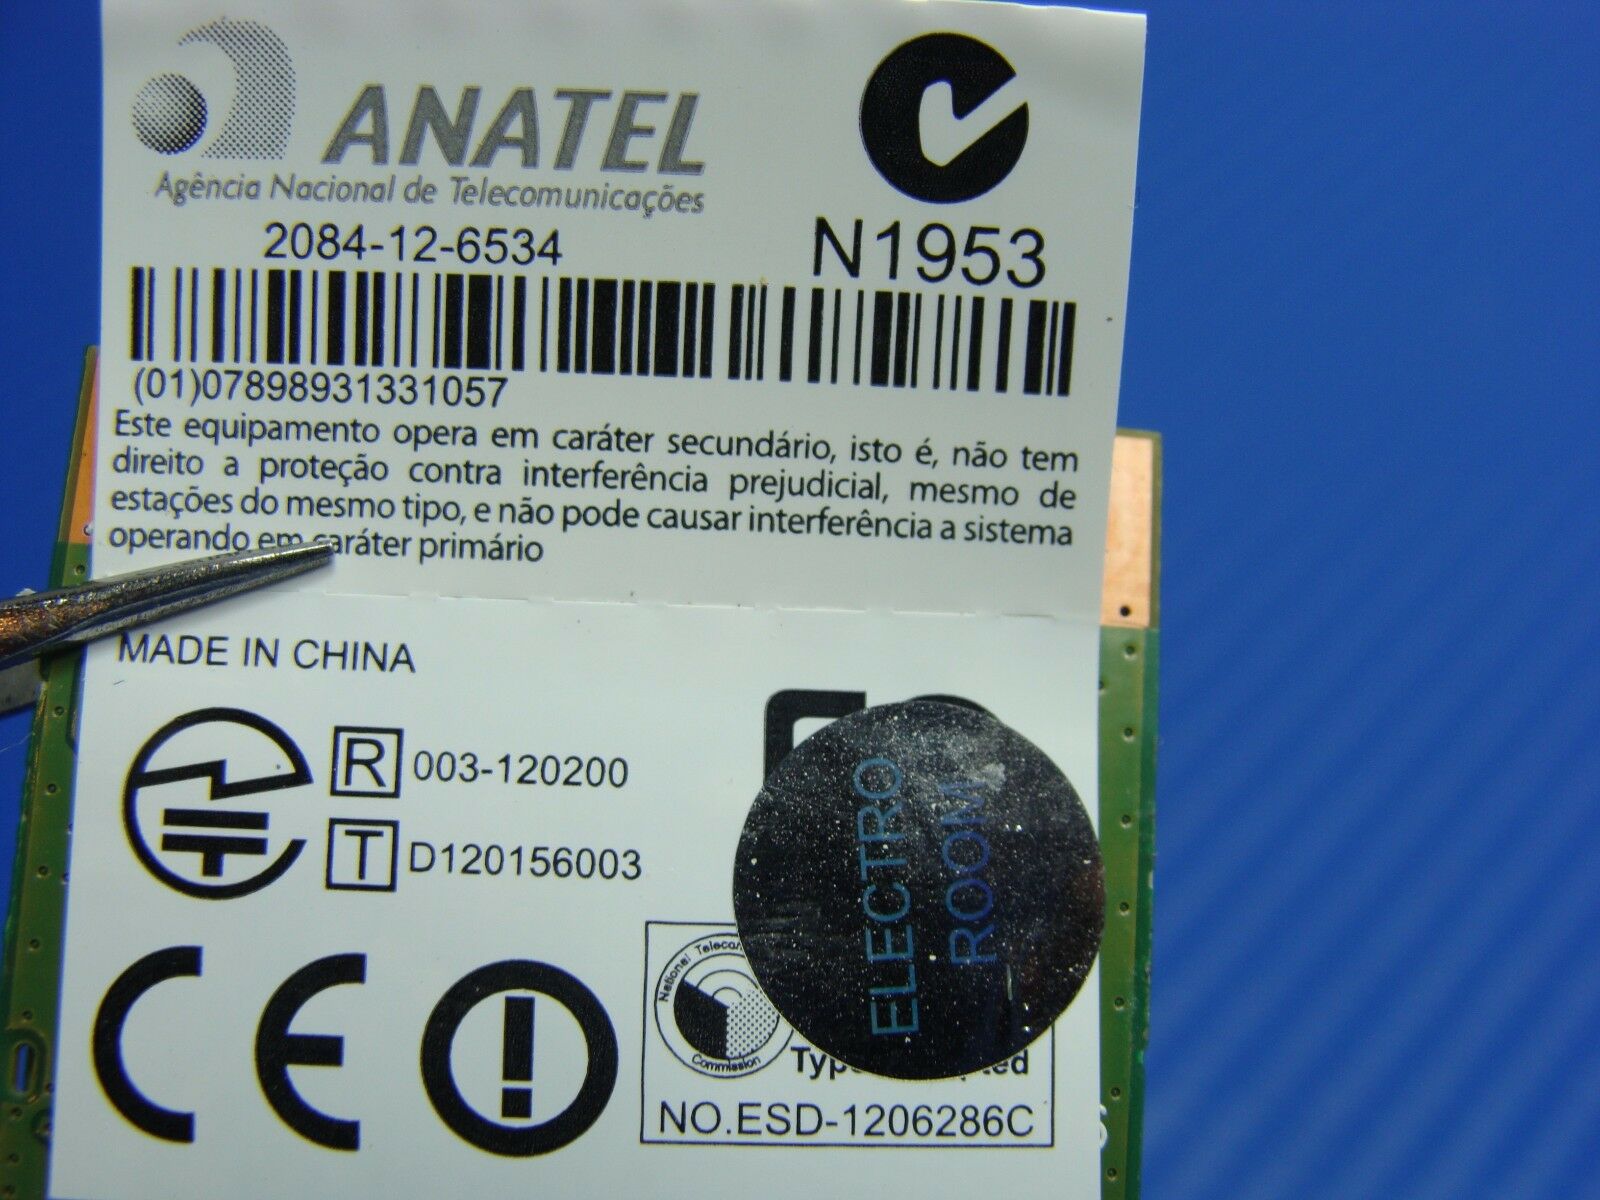 ANATEL
Agência Nacional de Telecomunicações
2084-12-6534
N1953
(01)07898931331057
Este equipamento opera em caráter secundário, isto é, não tem
direito a proteção contra interferência prejudicial, mesmo de
estações do mesmo tipo, e não pode causar interferência a sistema
operando em caráter primário
MADE IN CHINA
R 003-120200
T D120156003
ELECTRO
ROOM
CE
National
Commission
NO.ESD-1206286C